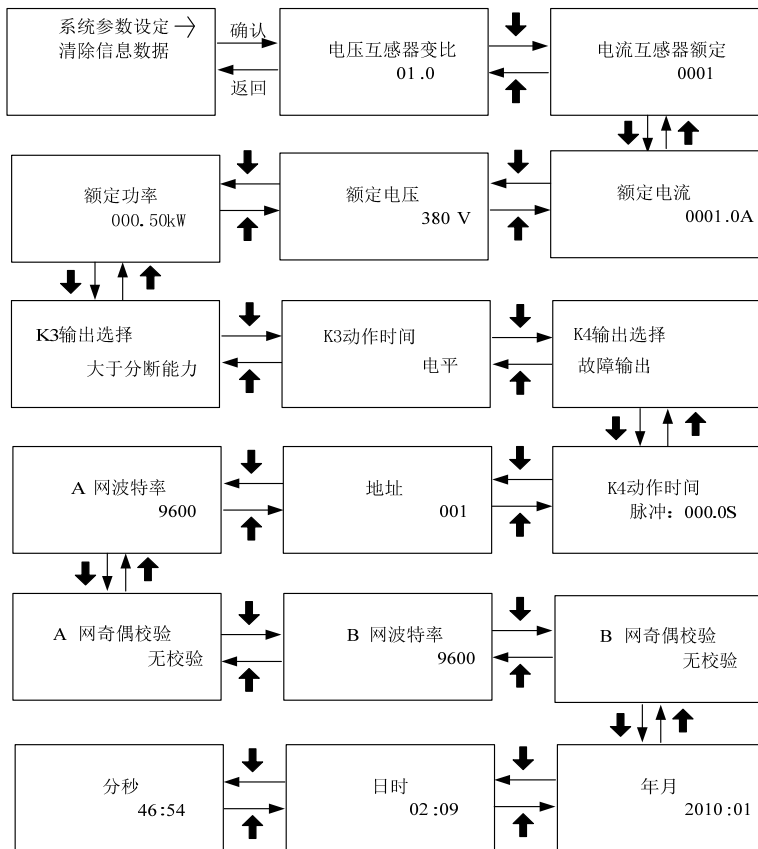 系统参数设定
清除信息数据
确认
返回
电压互感器变比
01.0
电流互感器额定
0001
额定功率
000.50kW
额定电压
380 V
额定电流
0001.0A
K3输出选择
大于分断能力
K3动作时间
电平
K4输出选择
故障输出
A 网波特率
9600
地址
001
K4动作时间
脉冲：000.0S
A 网奇偶校验
无校验
B 网波特率
9600
B 网奇偶校验
无校验
分秒
46:54
日时
02:09
年月
2010:01